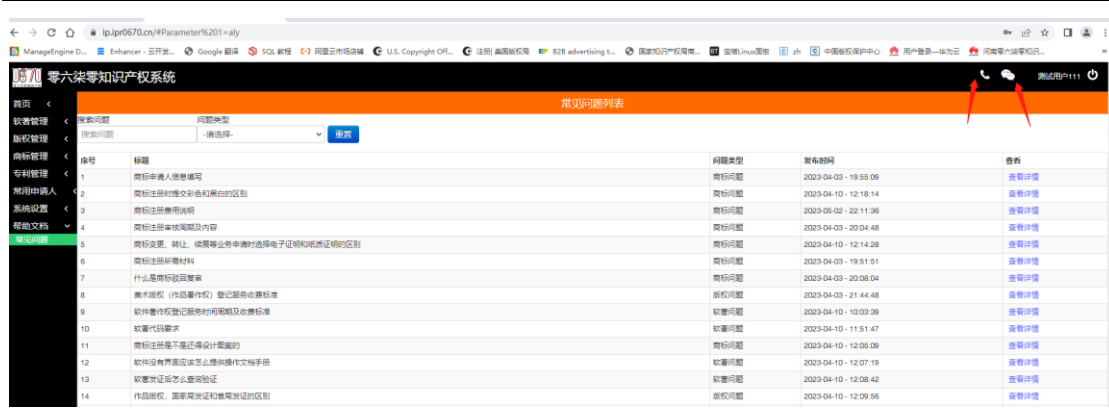 ip.ipr0670.cn/#Parameter%201=aly
ManageEngine D... Enhancer - 云开发... Google 翻译 SQL 教程 阿里云市场店铺 U.S. Copyright Off... 注册| 美国版权局 B2B advertising t... 国家知识产权局商... 宝塔Linux面板 zh 中国版权保护中心 用户登录—华为云 河南零六柒零知识...
0670 零六柒零知识产权系统 测试用户111
首页
软著管理
版权管理
商标管理
专利管理
常用申请人
系统设置
帮助文档
常见问题
常见问题列表
搜索问题 问题类型
搜索问题 -请选择- 重置
序号 标题 问题类型 发布时间 查看
1 商标申请人信息填写 商标问题 2023-04-03 - 19:55:09 查看详情
2 商标注册时提交彩色和黑白的区别 商标问题 2023-04-10 - 12:18:14 查看详情
3 商标注册费用说明 商标问题 2023-05-02 - 22:11:36 查看详情
4 商标注册审核周期及内容 商标问题 2023-04-03 - 20:04:48 查看详情
5 商标变更、转让、续展等业务申请时选择电子证明和纸质证明的区别 商标问题 2023-04-10 - 12:14:28 查看详情
6 商标注册所需材料 商标问题 2023-04-03 - 19:51:51 查看详情
7 什么是商标驳回复审 商标问题 2023-04-03 - 20:08:04 查看详情
8 美术版权（作品著作权）登记服务收费标准 版权问题 2023-04-03 - 21:44:48 查看详情
9 软件著作权登记服务时间周期及收费标准 软著问题 2023-04-10 - 10:03:39 查看详情
10 软著代码要求 软著问题 2023-04-10 - 11:51:47 查看详情
11 商标注册是不是还得设计图案的 商标问题 2023-04-10 - 12:05:09 查看详情
12 软件没有界面应该怎么提供操作文档手册 软著问题 2023-04-10 - 12:07:19 查看详情
13 软著发证后怎么查询验证 软著问题 2023-04-10 - 12:08:42 查看详情
14 作品版权，国家局发证和省局发证的区别 版权问题 2023-04-10 - 12:09:56 查看详情